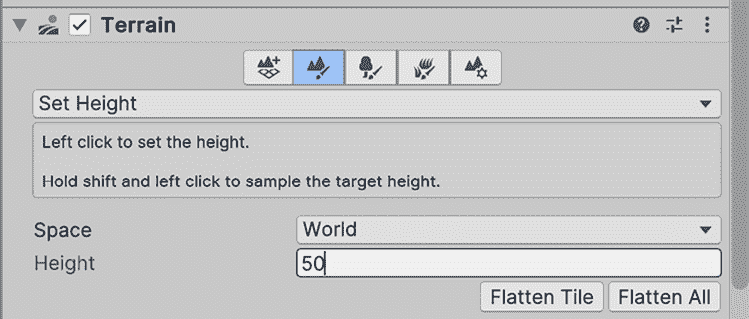 Terrain
Set Height
Left click to set the height.
Hold shift and left click to sample the target height.
Space World
Height 50
Flatten Tile Flatten All